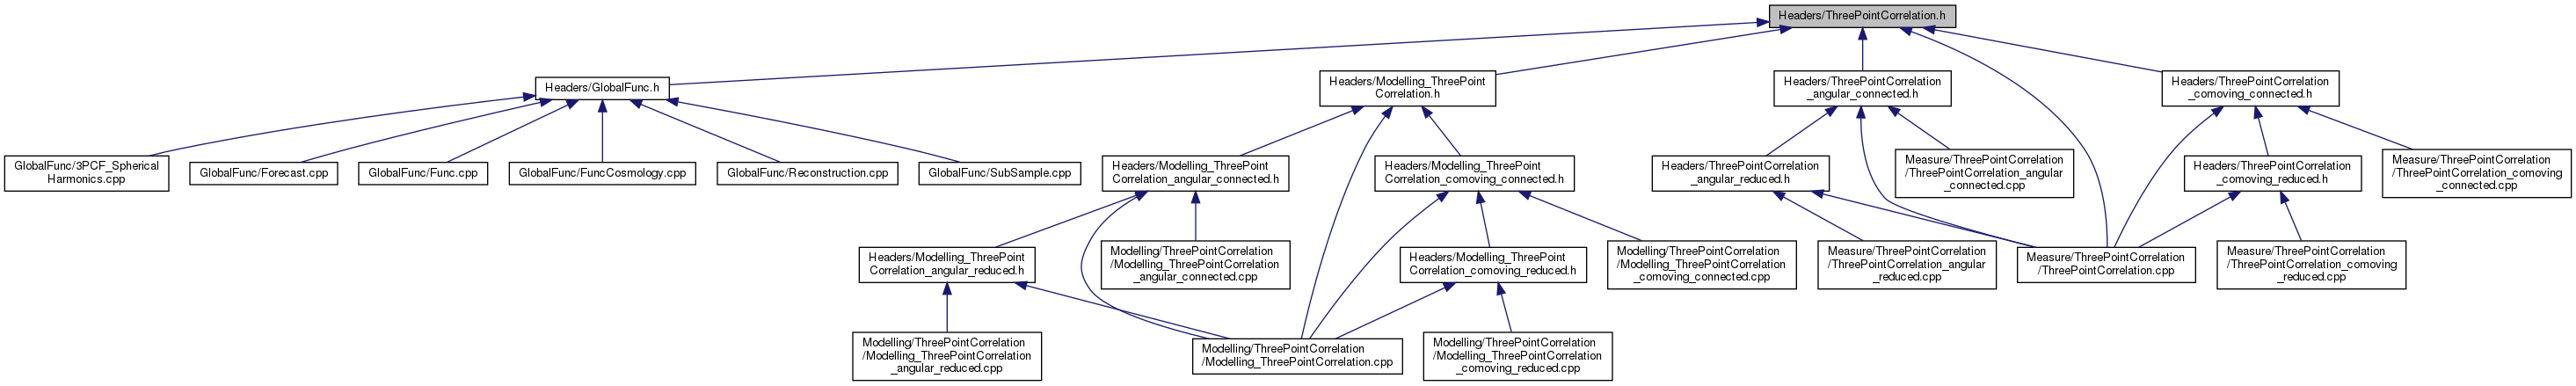 Headers/ThreePointCorrelation.h
Headers/GlobalFunc.h
Headers/Modelling_ThreePoint
Correlation.h
Headers/ThreePointCorrelation
_angular_connected.h
Headers/ThreePointCorrelation
_comoving_connected.h
GlobalFunc/3PCF_Spherical
Harmonics.cpp
GlobalFunc/Forecast.cpp
GlobalFunc/Func.cpp
GlobalFunc/FuncCosmology.cpp
GlobalFunc/Reconstruction.cpp
GlobalFunc/SubSample.cpp
Headers/Modelling_ThreePoint
Correlation_angular_connected.h
Headers/Modelling_ThreePoint
Correlation_comoving_connected.h
Headers/ThreePointCorrelation
_angular_reduced.h
Measure/ThreePointCorrelation
/ThreePointCorrelation_angular
_connected.cpp
Headers/ThreePointCorrelation
_comoving_reduced.h
Measure/ThreePointCorrelation
/ThreePointCorrelation_comoving
_connected.cpp
Headers/Modelling_ThreePoint
Correlation_angular_reduced.h
Modelling/ThreePointCorrelation
/Modelling_ThreePointCorrelation
_angular_connected.cpp
Headers/Modelling_ThreePoint
Correlation_comoving_reduced.h
Modelling/ThreePointCorrelation
/Modelling_ThreePointCorrelation
_comoving_connected.cpp
Measure/ThreePointCorrelation
/ThreePointCorrelation_angular
_reduced.cpp
Measure/ThreePointCorrelation
/ThreePointCorrelation.cpp
Measure/ThreePointCorrelation
/ThreePointCorrelation_comoving
_reduced.cpp
Modelling/ThreePointCorrelation
/Modelling_ThreePointCorrelation
_angular_reduced.cpp
Modelling/ThreePointCorrelation
/Modelling_ThreePointCorrelation.cpp
Modelling/ThreePointCorrelation
/Modelling_ThreePointCorrelation
_comoving_reduced.cpp